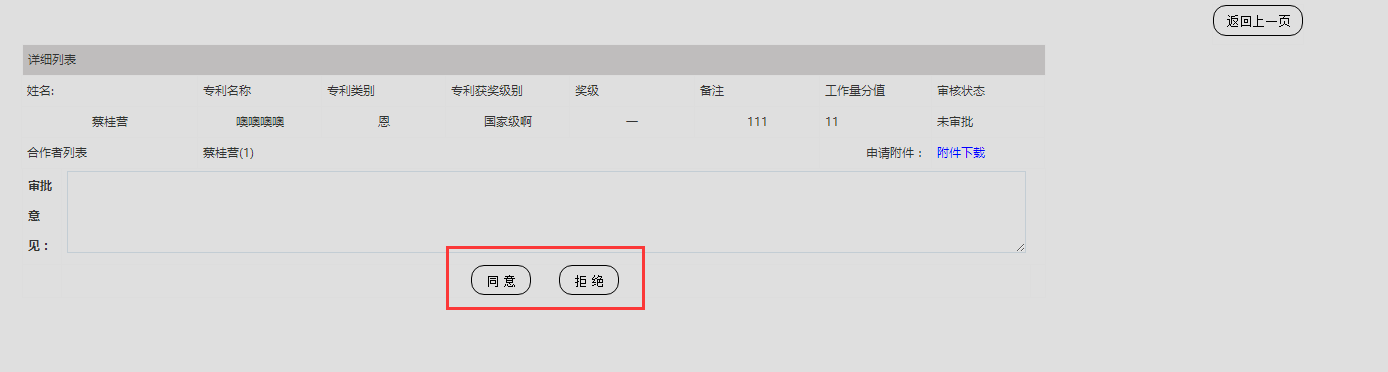 返回上一页
详细列表
姓名: 专利名称 专利类别 专利获奖级别 奖级 备注 工作量分值 审核状态
蔡桂营 噢噢噢噢 恩 国家级啊 一 111 11 未审批
合作者列表 蔡桂营(1) 申请附件： 附件下载
审批
意
见：
同 意 拒 绝